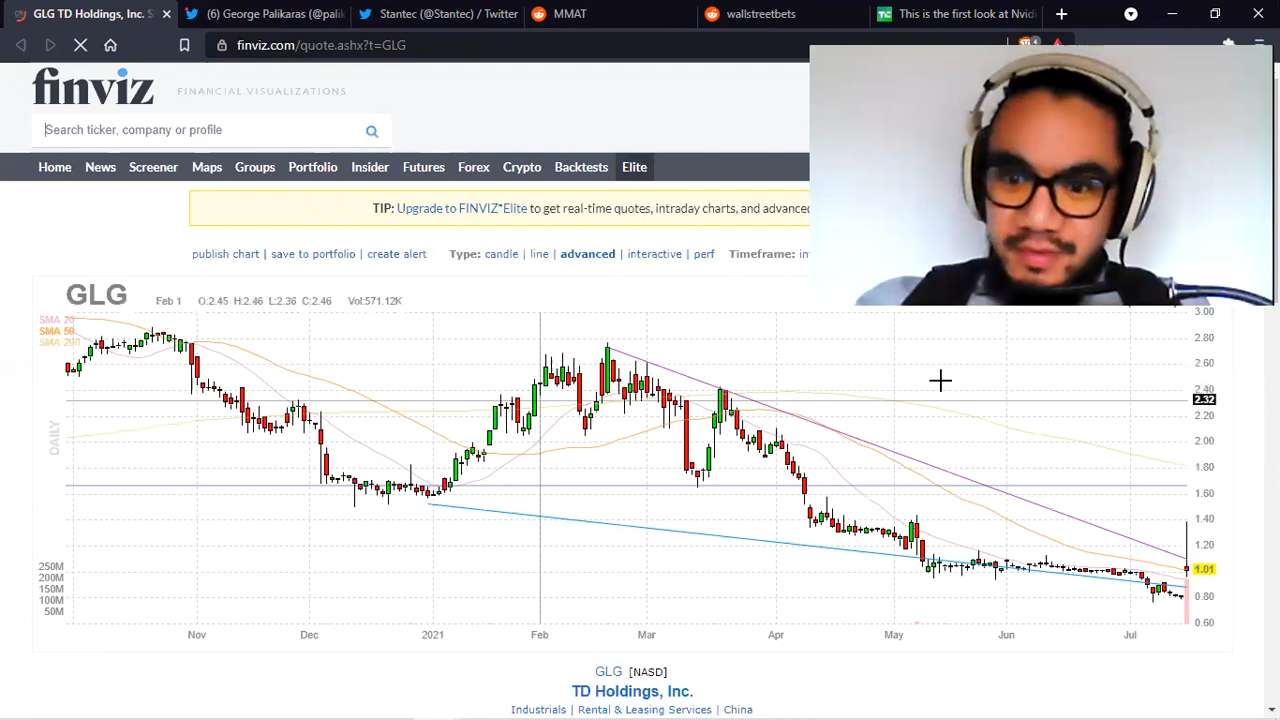 GLG TD Holdings, Inc. S
(6) George Palikaras (@palik
Stantec (@Stantec) / Twitter
MMAT
wallstreetbets
This is the first look at Nvid
finviz.com/quote.ashx?t=GLG
finviz FINANCIAL VISUALIZATIONS
Search ticker, company or profile
Home News Screener Maps Groups Portfolio Insider Futures Forex Crypto Backtests Elite
TIP: Upgrade to FINVIZ*Elite to get real-time quotes, intraday charts, and advanced
publish chart | save to portfolio | create alert Type: candle | line | advanced | interactive | perf Timeframe: in
GLG Feb 1 O:2.45 H:2.46 L:2.36 C:2.46 Vol:571.12K
SMA 20
SMA 50
SMA 200
DAILY
3.00
2.80
2.60
2.40
2.32
2.20
2.00
1.80
1.60
1.40
1.20
1.01
0.80
0.60
250M
200M
150M
100M
50M
Nov Dec 2021 Feb Mar Apr May Jun Jul
GLG [NASD]
TD Holdings, Inc.
Industrials | Rental & Leasing Services | China